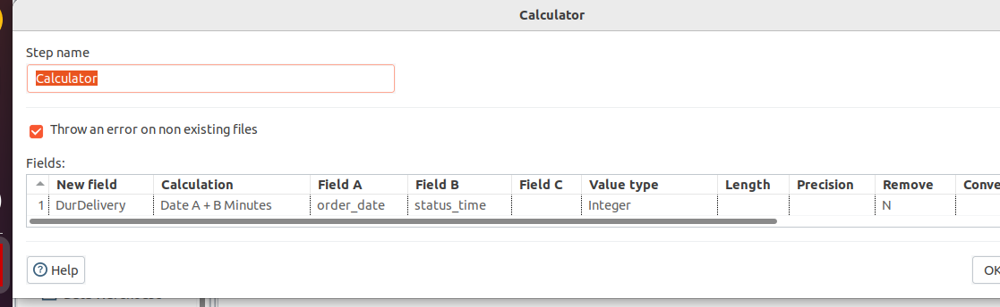 Calculator
Step name
Calculator
Throw an error on non existing files
Fields:
New field Calculation Field A Field B Field C Value type Length Precision Remove Conve
1 DurDelivery Date A + B Minutes order_date status_time Integer N
Help OK